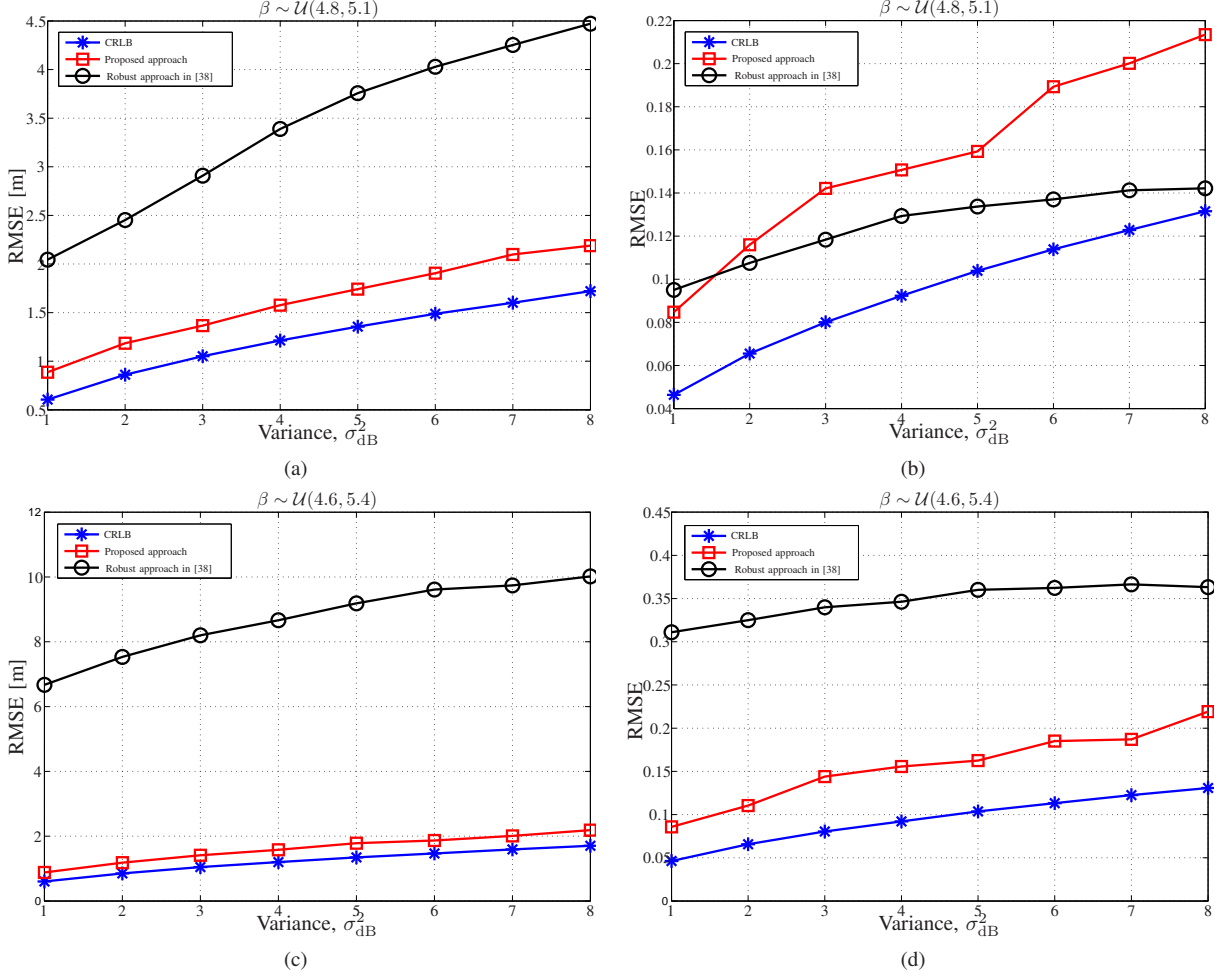 β ∼ 𝒰(4.8, 5.1)
4.5
4
3.5
3
2.5
2
1.5
1
0.5
RMSE [m]
CRLB
Proposed approach
Robust approach in [38]
1 2 3 4 5 6 7 8
Variance, σ²_dB
(a)
β ∼ 𝒰(4.8, 5.1)
0.22
0.2
0.18
0.16
0.14
0.12
0.1
0.08
0.06
0.04
RMSE
CRLB
Proposed approach
Robust approach in [38]
1 2 3 4 5 6 7 8
Variance, σ²_dB
(b)
β ∼ 𝒰(4.6, 5.4)
12
10
8
6
4
2
0
RMSE [m]
CRLB
Proposed approach
Robust approach in [38]
1 2 3 4 5 6 7 8
Variance, σ²_dB
(c)
β ∼ 𝒰(4.6, 5.4)
0.45
0.4
0.35
0.3
0.25
0.2
0.15
0.1
0.05
0
RMSE
CRLB
Proposed approach
Robust approach in [38]
1 2 3 4 5 6 7 8
Variance, σ²_dB
(d)